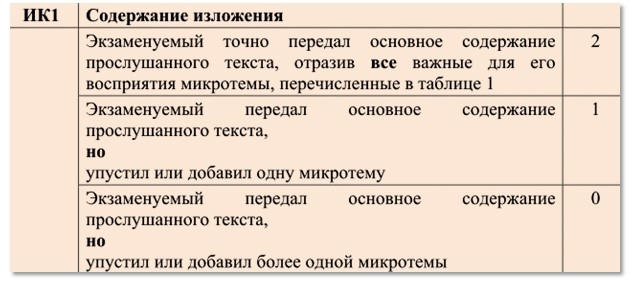 ИК1 Содержание изложения
Экзаменуемый точно передал основное содержание 2
прослушанного текста, отразив все важные для его
восприятия микротемы, перечисленные в таблице 1
Экзаменуемый передал основное содержание 1
прослушанного текста,
но
упустил или добавил одну микротему
Экзаменуемый передал основное содержание 0
прослушанного текста,
но
упустил или добавил более одной микротемы